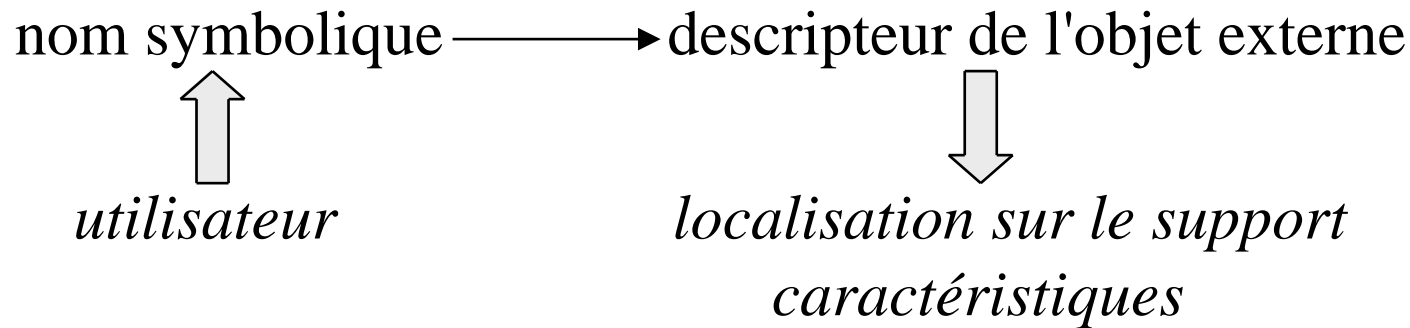 nom symbolique descripteur de l'objet externe
utilisateur localisation sur le support
caractéristiques